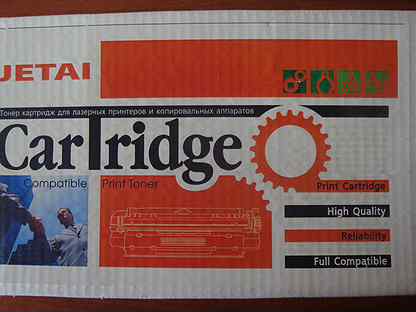 JETAI
Тонер картридж для лазерных принтеров и копировальных аппаратов
Cartridge
Compatible Print Toner
Print Cartridge
High Quality
Reliability
Full Compatible